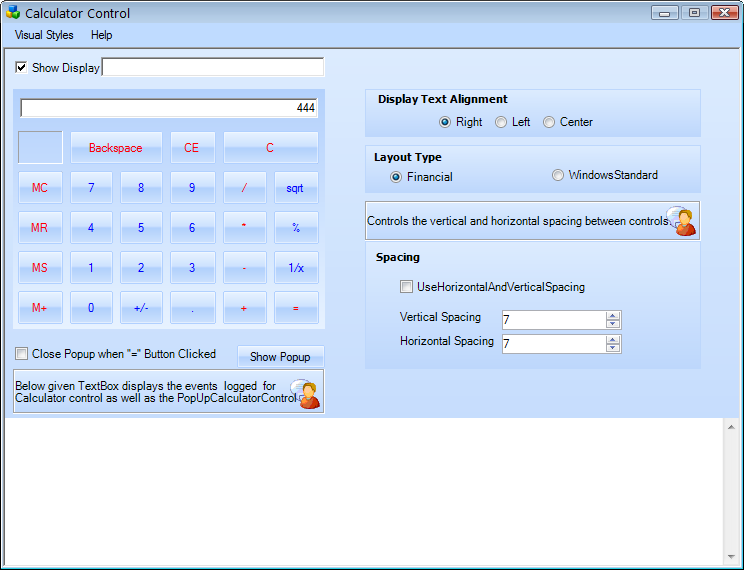 Calculator Control
Visual Styles Help
Show Display
444
Backspace CE C
MC 7 8 9 / sqrt
MR 4 5 6 * %
MS 1 2 3 - 1/x
M+ 0 +/- . + =
Close Popup when "=" Button Clicked
Show Popup
Below given TextBox displays the events logged for
Calculator control as well as the PopUpCalculatorControl
Display Text Alignment
Right Left Center
Layout Type
Financial WindowsStandard
Controls the vertical and horizontal spacing between controls.
Spacing
UseHorizontalAndVerticalSpacing
Vertical Spacing 7
Horizontal Spacing 7